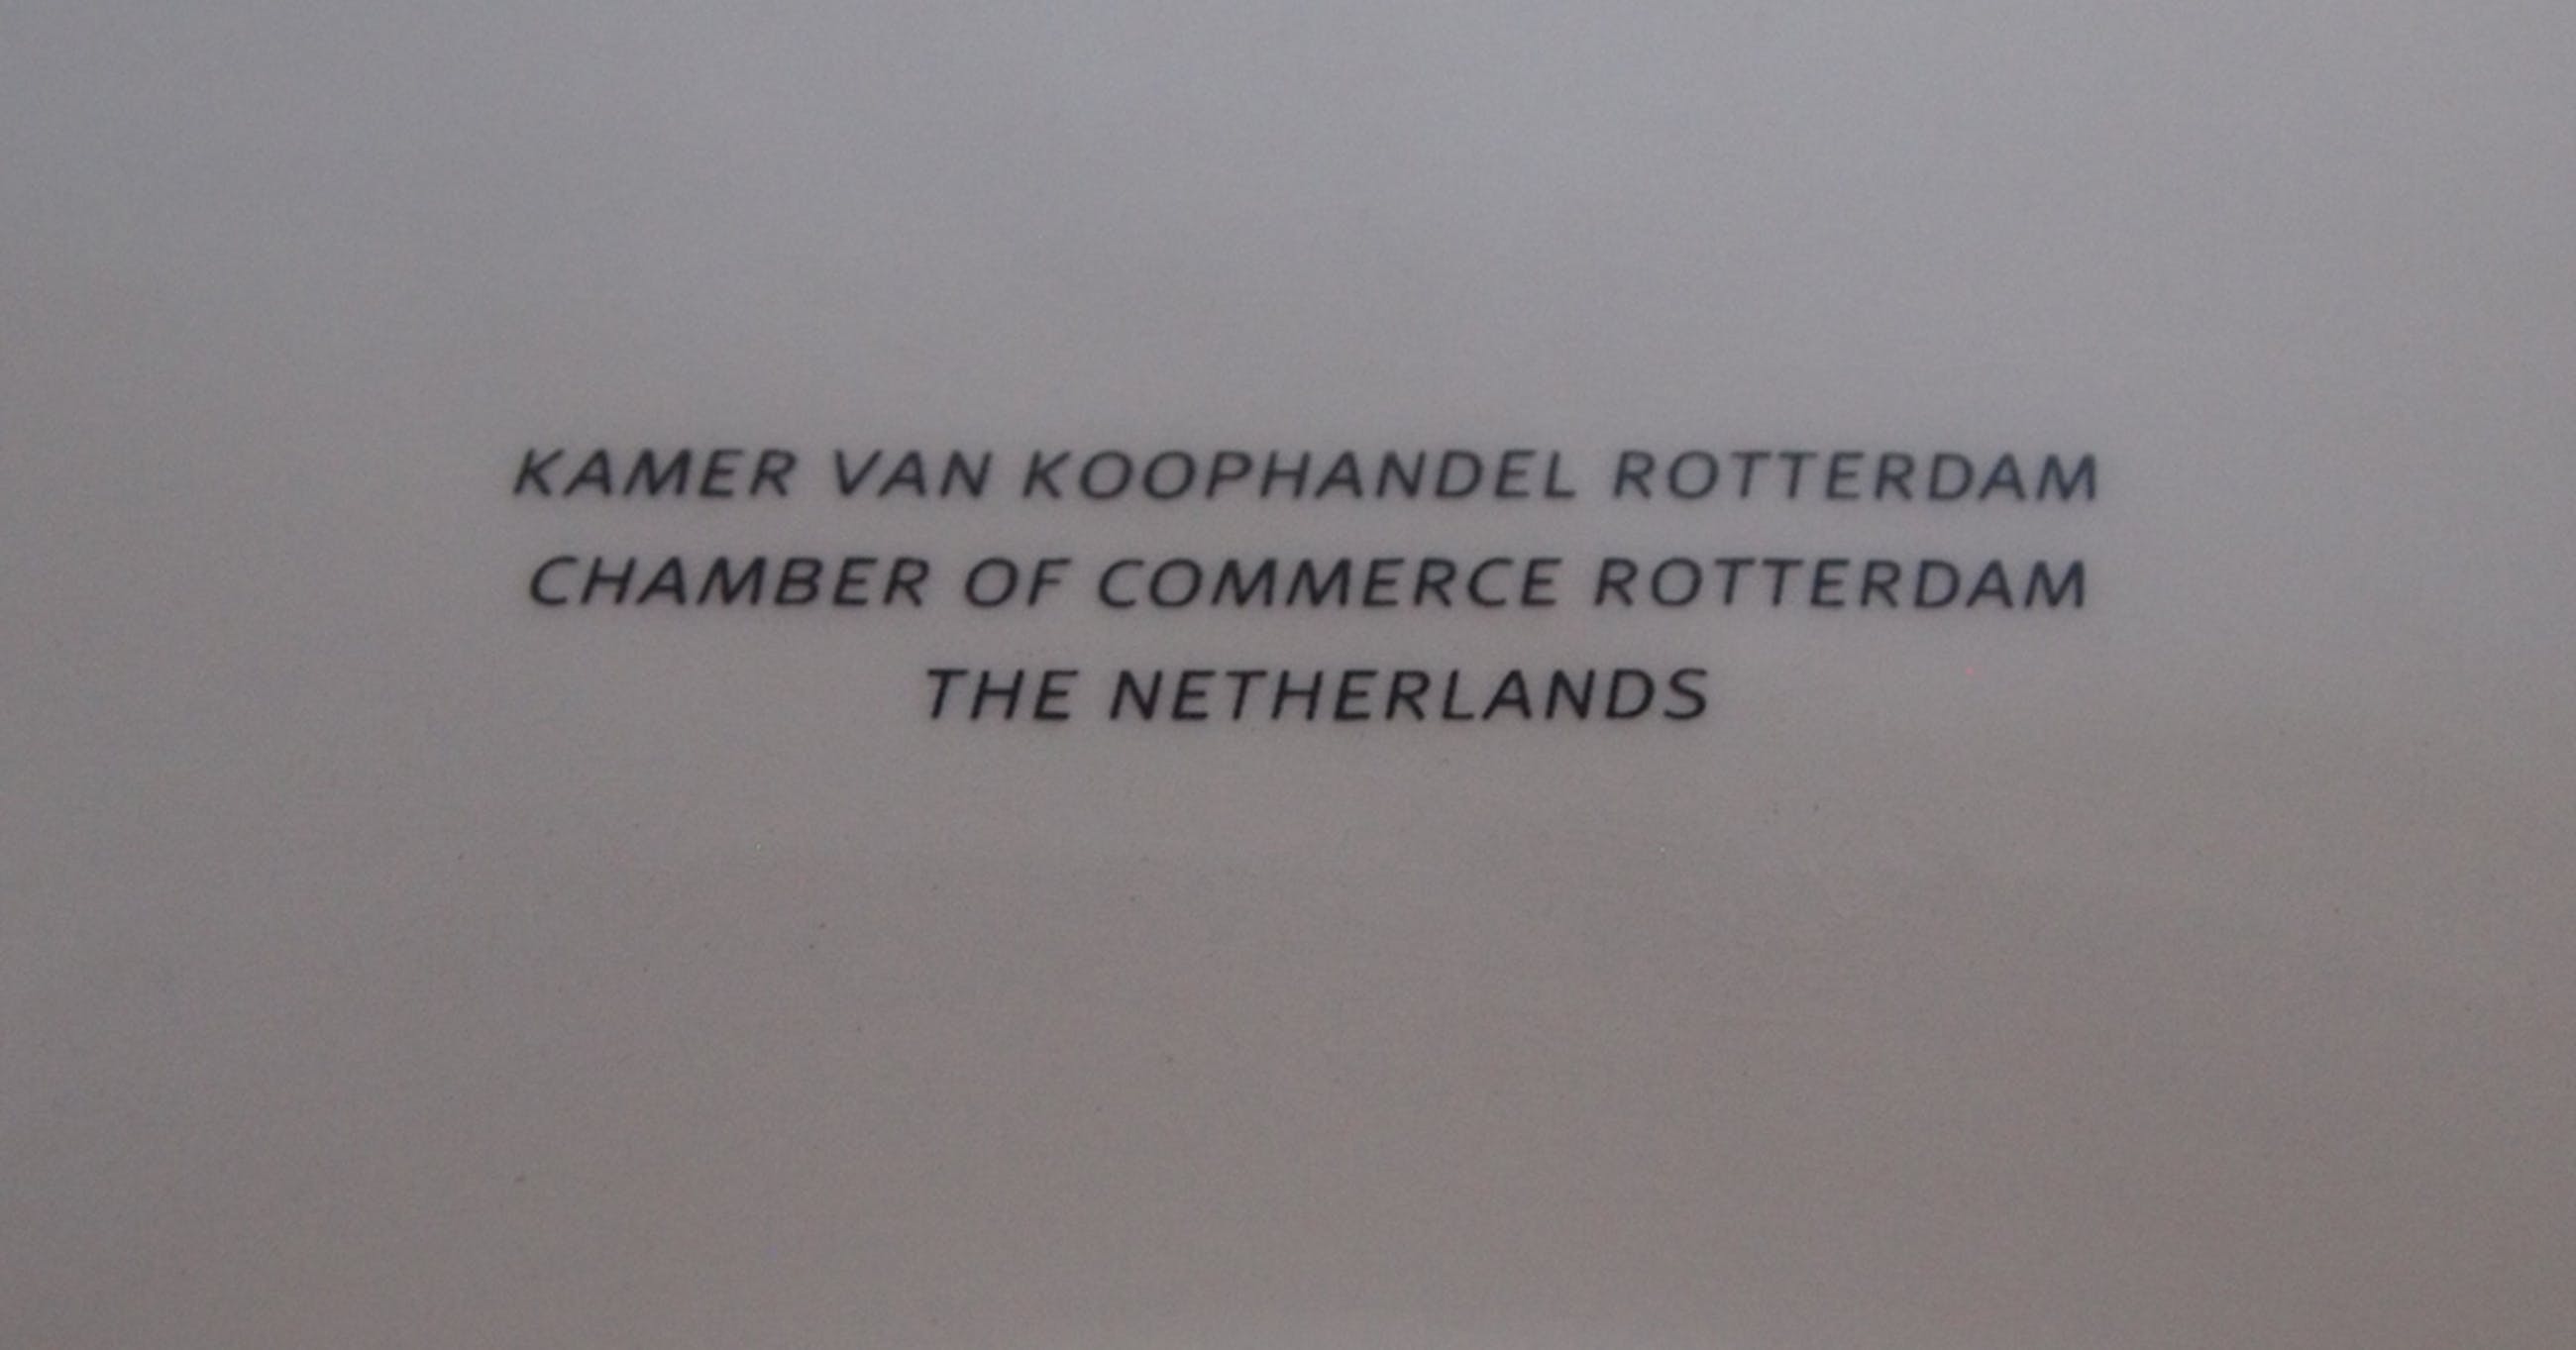 KAMER VAN KOOPHANDEL ROTTERDAM
CHAMBER OF COMMERCE ROTTERDAM
THE NETHERLANDS